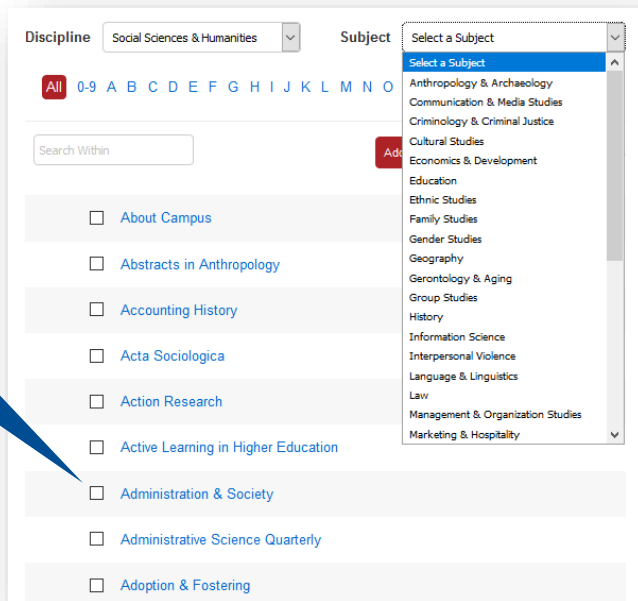 Discipline Social Sciences & Humanities Subject Select a Subject
Select a Subject
All 0-9 A B C D E F G H I J K L M N O
Anthropology & Archaeology
Communication & Media Studies
Criminology & Criminal Justice
Cultural Studies
Economics & Development
Education
Ethnic Studies
Family Studies
Gender Studies
Geography
Gerontology & Aging
Group Studies
History
Information Science
Interpersonal Violence
Language & Linguistics
Law
Management & Organization Studies
Marketing & Hospitality
Search Within
About Campus
Abstracts in Anthropology
Accounting History
Acta Sociologica
Action Research
Active Learning in Higher Education
Administration & Society
Administrative Science Quarterly
Adoption & Fostering